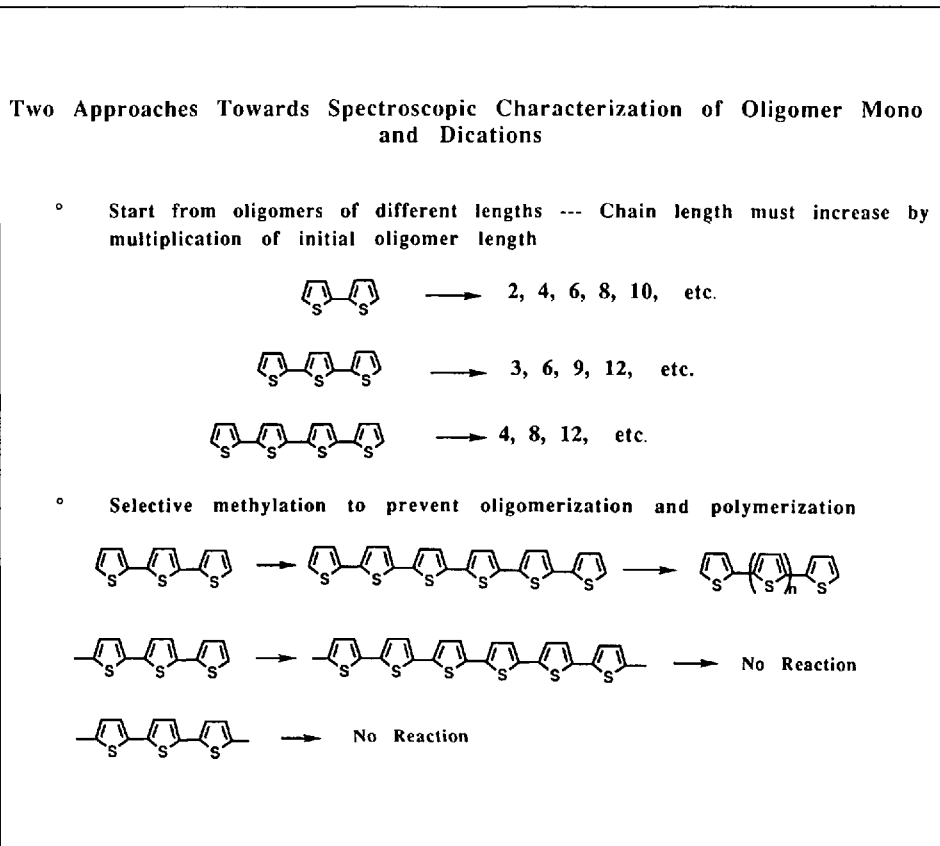 Two Approaches Towards Spectroscopic Characterization of Oligomer Mono
and Dications
° Start from oligomers of different lengths --- Chain length must increase by
multiplication of initial oligomer length
S S → 2, 4, 6, 8, 10, etc.
S S S → 3, 6, 9, 12, etc.
S S S S → 4, 8, 12, etc.
° Selective methylation to prevent oligomerization and polymerization
S S S → S S S S S S → S (S)n S
S S S → S S S S S S → No Reaction
S S S → No Reaction